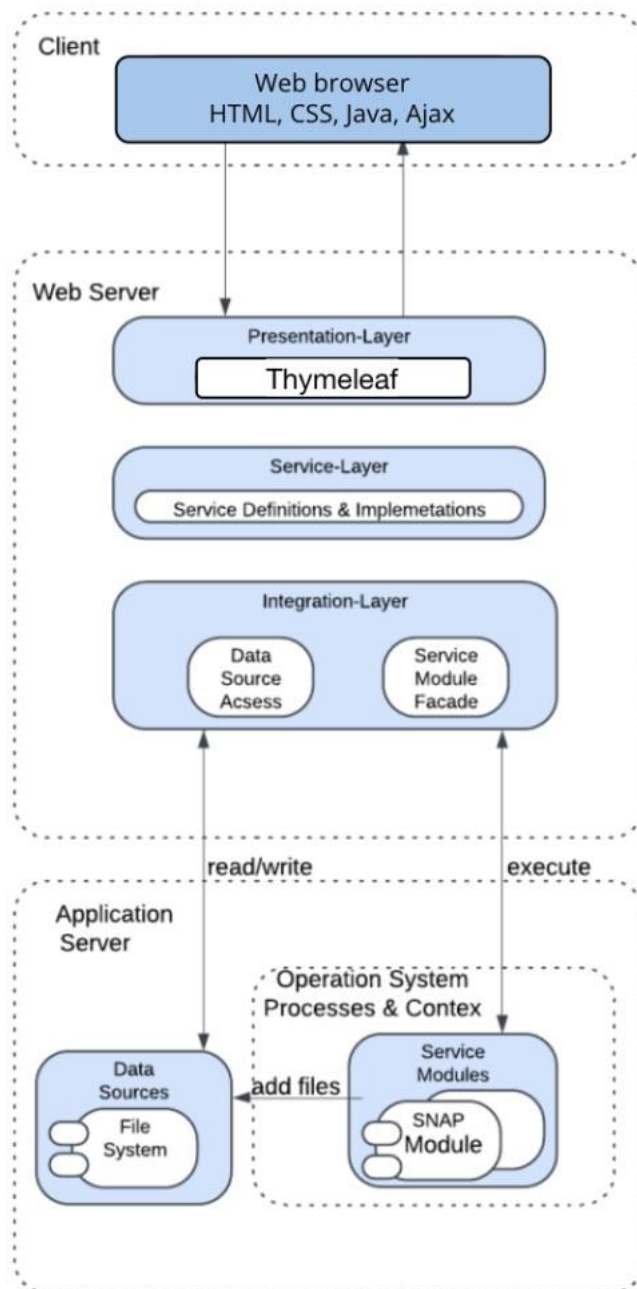 Client
Web browser
HTML, CSS, Java, Ajax
Web Server
Presentation-Layer
Thymeleaf
Service-Layer
Service Definitions & Implemetations
Integration-Layer
Data
Source
Acsess
Service
Module
Facade
read/write
execute
Application
Server
Operation System
Processes & Contex
Data
Sources
File
System
add files
Service
Modules
SNAP
Module